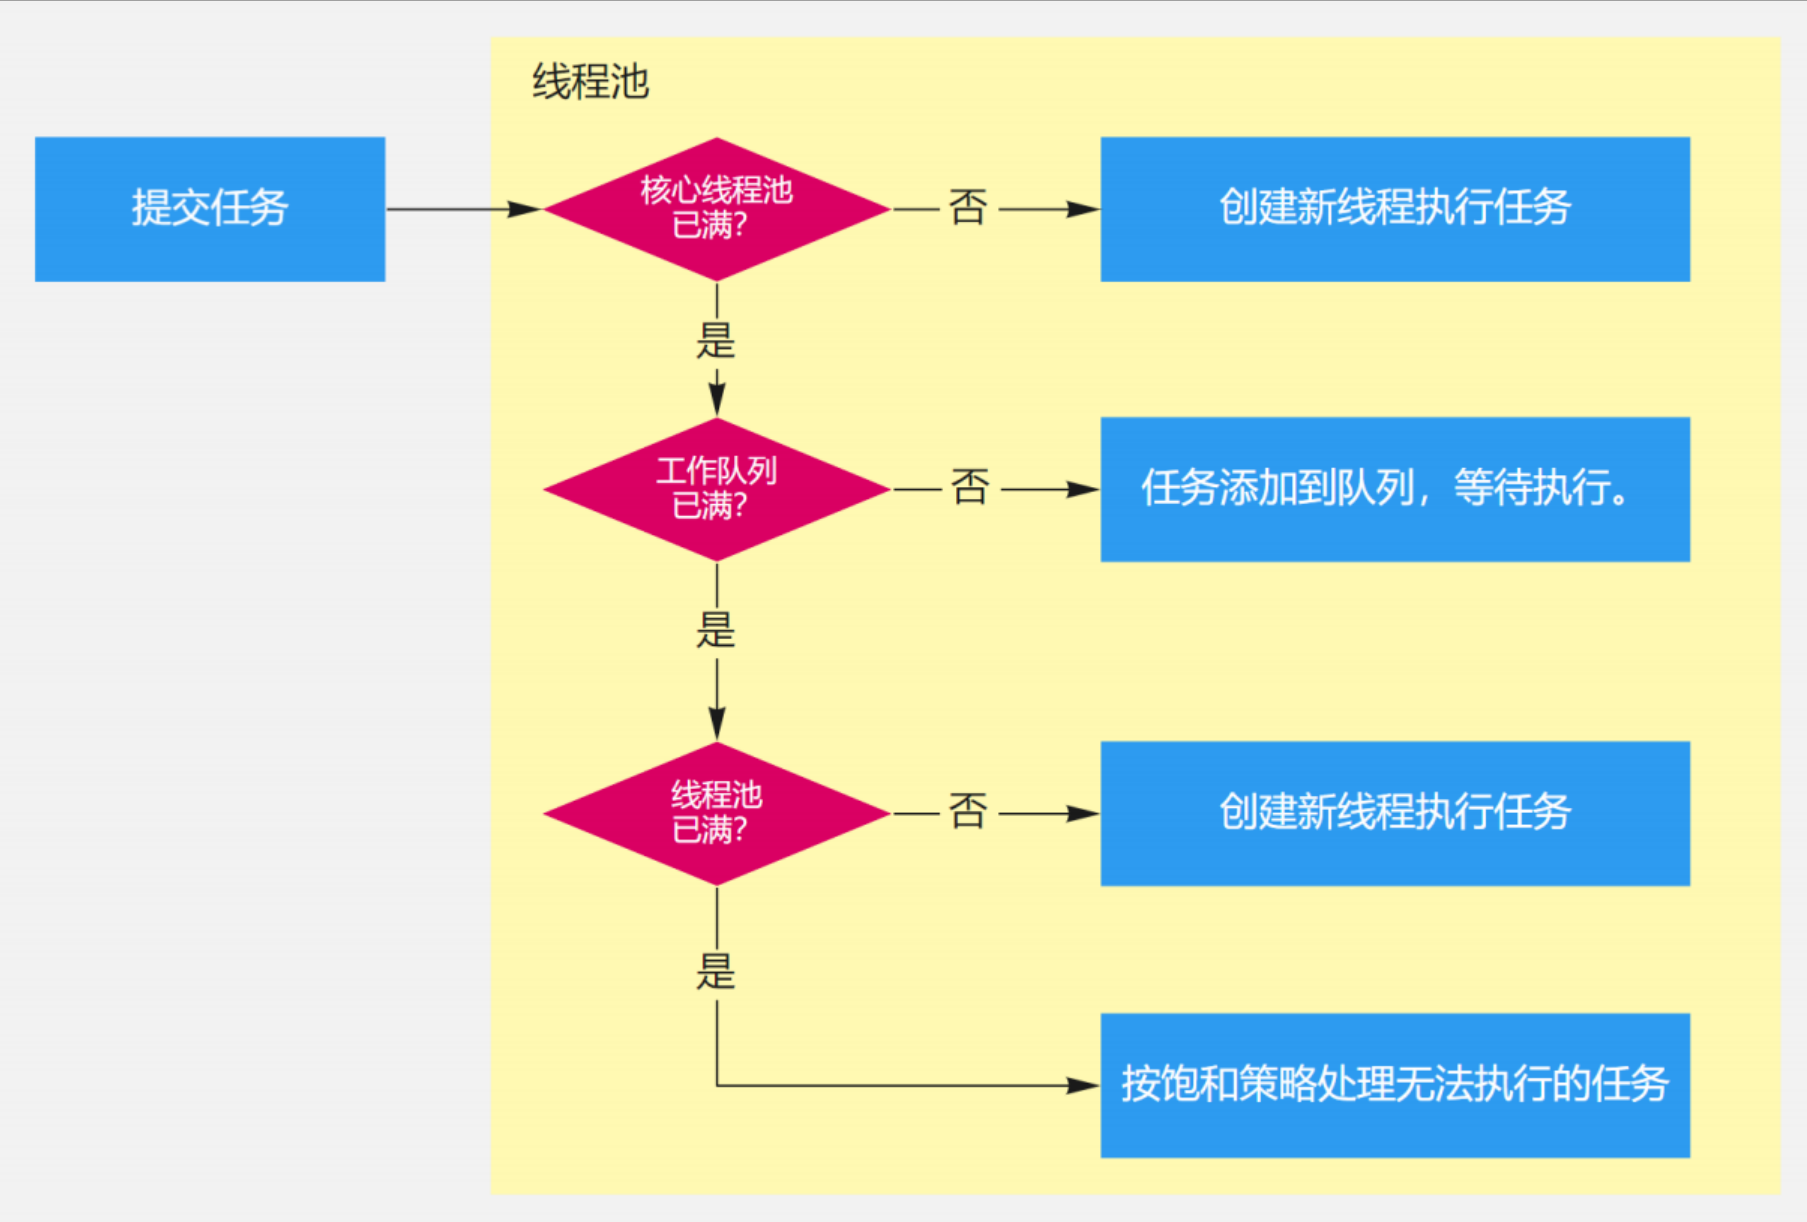 线程池
提交任务
核心线程池
已满?
否
创建新线程执行任务
是
工作队列
已满?
否
任务添加到队列，等待执行。
是
线程池
已满?
否
创建新线程执行任务
是
按饱和策略处理无法执行的任务